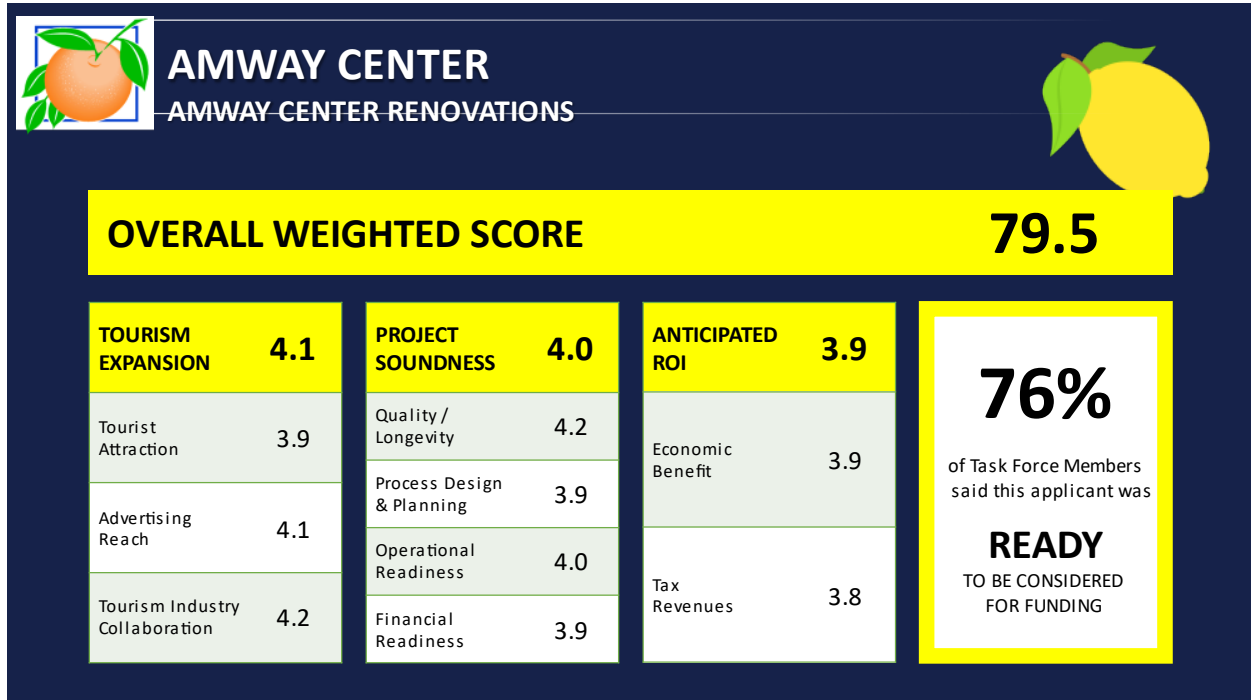 AMWAY CENTER
AMWAY CENTER RENOVATIONS
OVERALL WEIGHTED SCORE 79.5
TOURISM
EXPANSION 4.1
Tourist
Attraction 3.9
Advertising
Reach 4.1
Tourism Industry
Collaboration 4.2
PROJECT
SOUNDNESS 4.0
Quality /
Longevity 4.2
Process Design
& Planning 3.9
Operational
Readiness 4.0
Financial
Readiness 3.9
ANTICIPATED
ROI 3.9
Economic
Benefit 3.9
Tax
Revenues 3.8
76%
of Task Force Members
said this applicant was
READY
TO BE CONSIDERED
FOR FUNDING